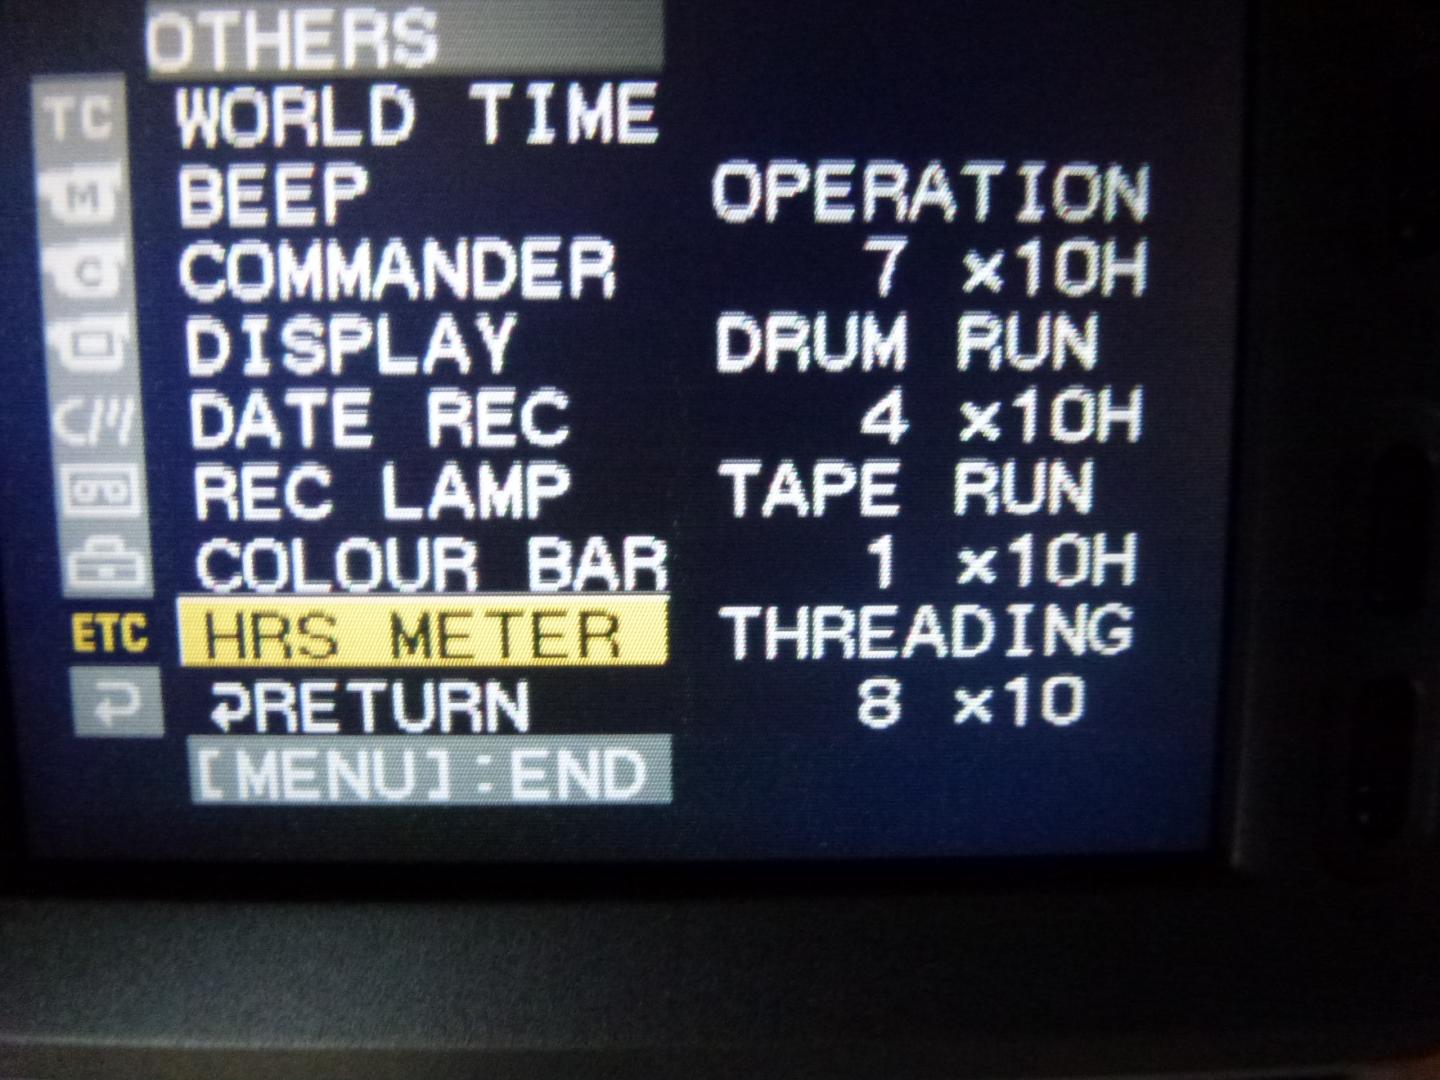 OTHERS
TC WORLD TIME
M BEEP OPERATION
C COMMANDER 7 ×10H
DISPLAY DRUM RUN
DATE REC 4 ×10H
REC LAMP TAPE RUN
COLOUR BAR 1 ×10H
ETC HRS METER THREADING
⮌RETURN 8 ×10
[MENU]:END